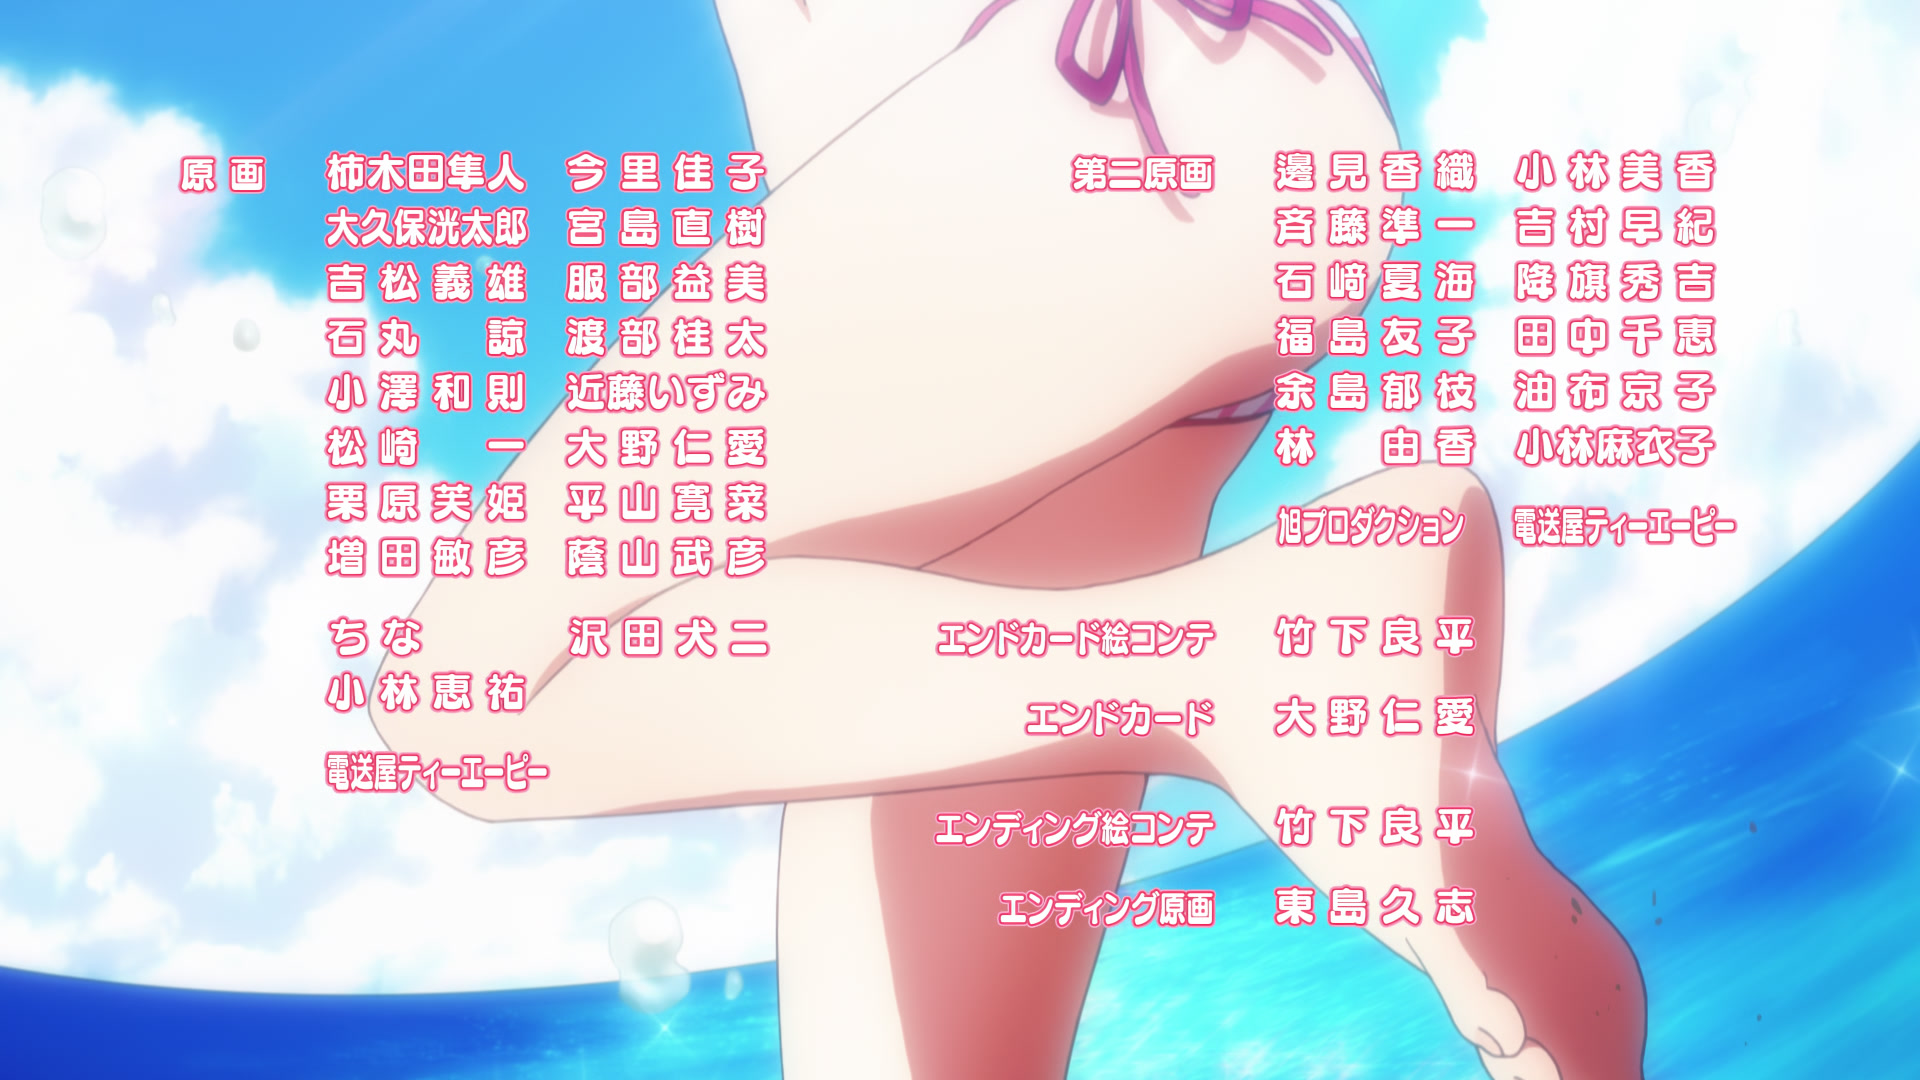 原画
柿木田隼人 今里佳子
大久保洸太郎 宮島直樹
吉松義雄 服部益美
石丸諒 渡部桂太
小澤和則 近藤いずみ
松崎一 大野仁愛
栗原芙姫 平山寛菜
増田敏彦 蔭山武彦
ちな 沢田犬二
小林恵祐
電送屋ティーエーピー
第二原画
邊見香織 小林美香
斉藤準一 吉村早紀
石﨑夏海 降旗秀吉
福島友子 田中千恵
余島郁枝 油布京子
林由香 小林麻衣子
旭プロダクション 電送屋ティーエーピー
エンドカード絵コンテ 竹下良平
エンドカード 大野仁愛
エンディング絵コンテ 竹下良平
エンディング原画 東島久志